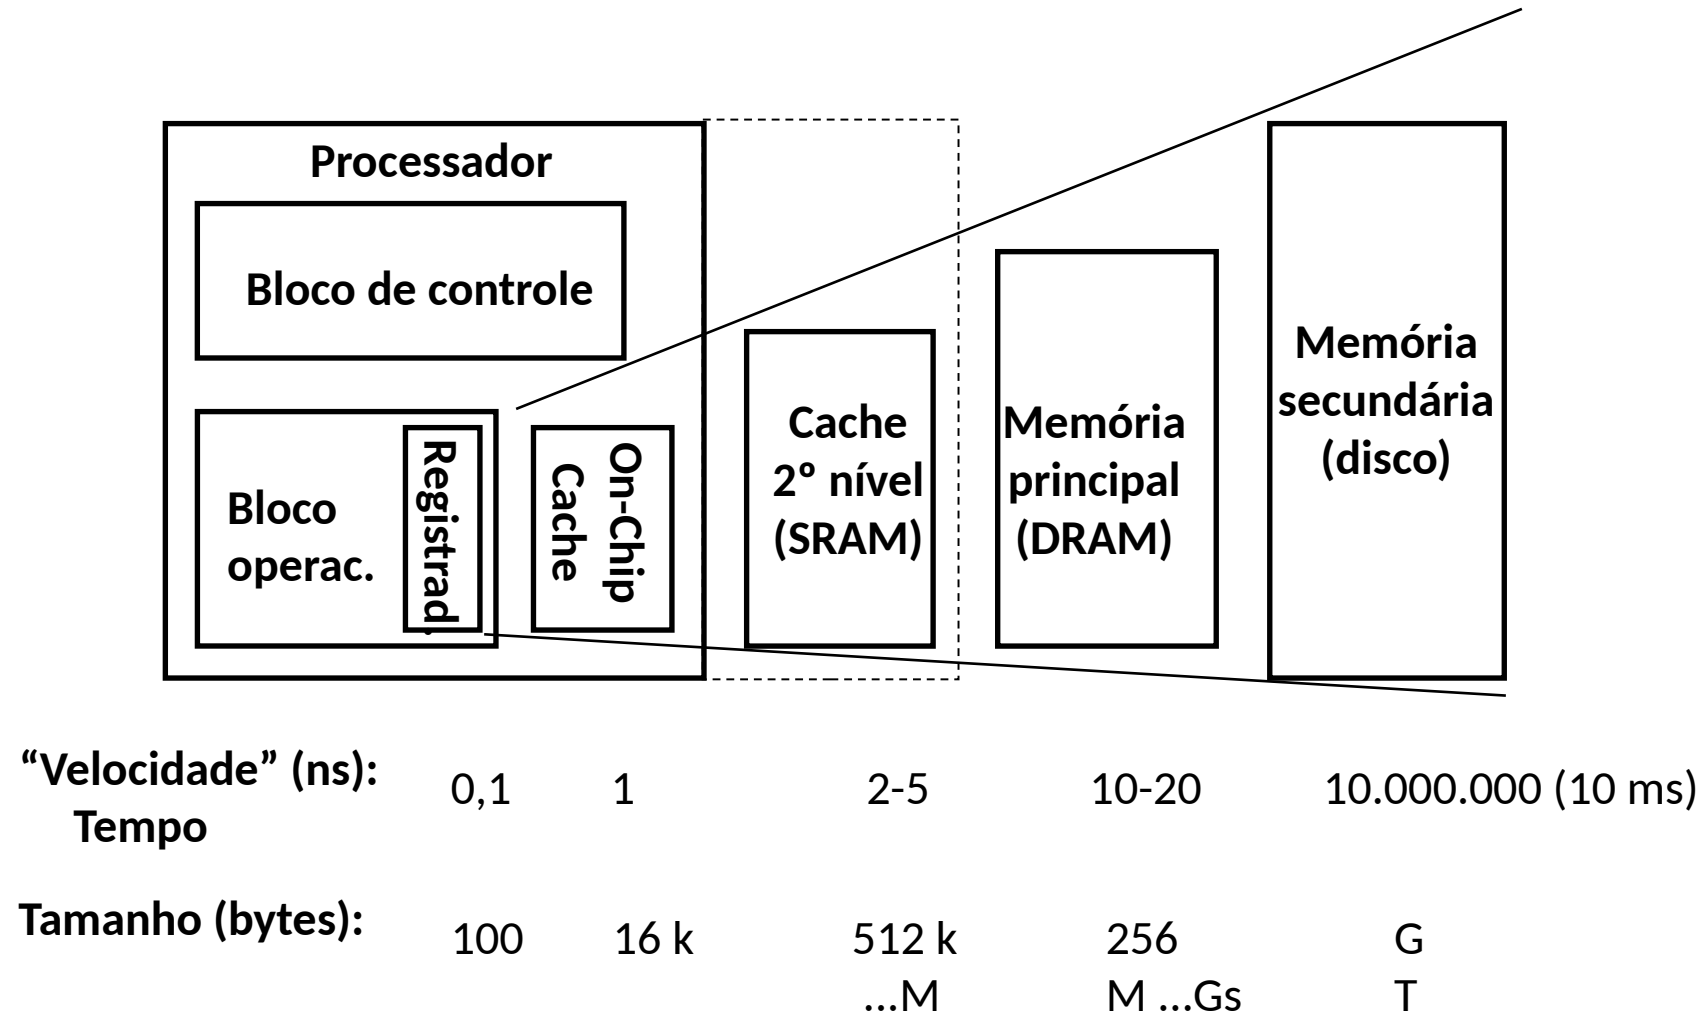 Processador
Bloco de controle
Bloco
operac.
Registrad.
On-Chip
Cache
Cache
2º nível
(SRAM)
Memória
principal
(DRAM)
Memória
secundária
(disco)
“Velocidade” (ns):
Tempo
0,1 1 2-5 10-20 10.000.000 (10 ms)
Tamanho (bytes):
100 16 k 512 k 256 G
...M M ...Gs T